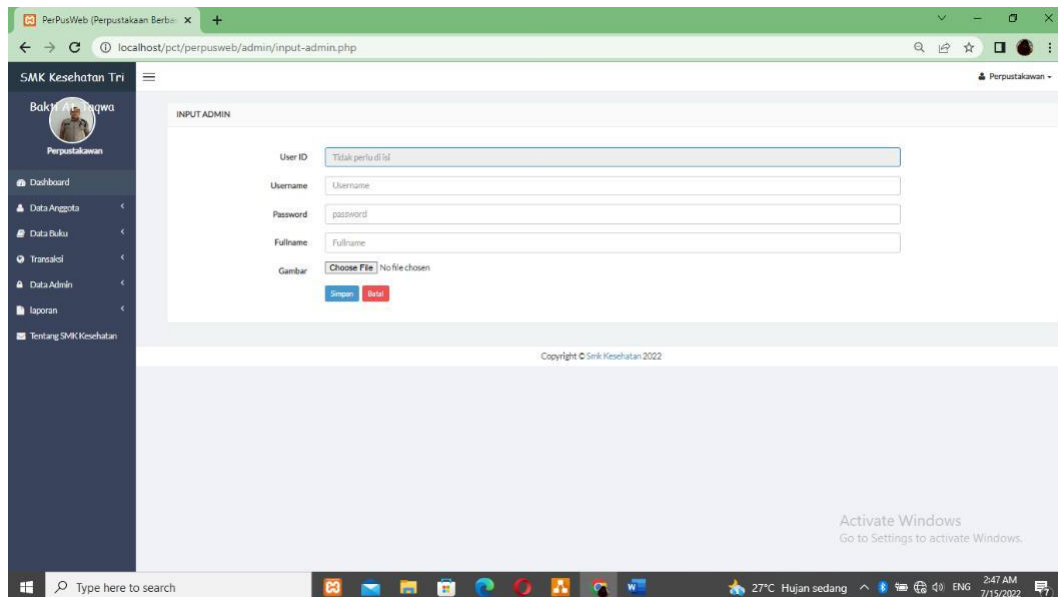 PerPusWeb (Perpustakaan Berba
localhost/pct/perpusweb/admin/input-admin.php
SMK Kesehatan Tri
Bakti At-Taqwa
Perpustakawan
Perpustakawan
Dashboard
Data Anggota
Data Buku
Transaksi
Data Admin
laporan
Tentang SMK Kesehatan
INPUT ADMIN
User ID Tidak perlu di isi
Username Username
Password password
Fullname Fullname
Gambar Choose File No file chosen
Simpan Batal
Copyright © Smk Kesehatan 2022
Activate Windows
Go to Settings to activate Windows.
Type here to search
27°C Hujan sedang ENG 2:47 AM
7/15/2022